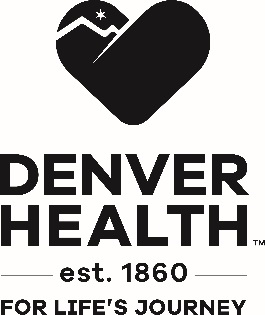 DENVER
HEALTH™
est. 1860
FOR LIFE'S JOURNEY